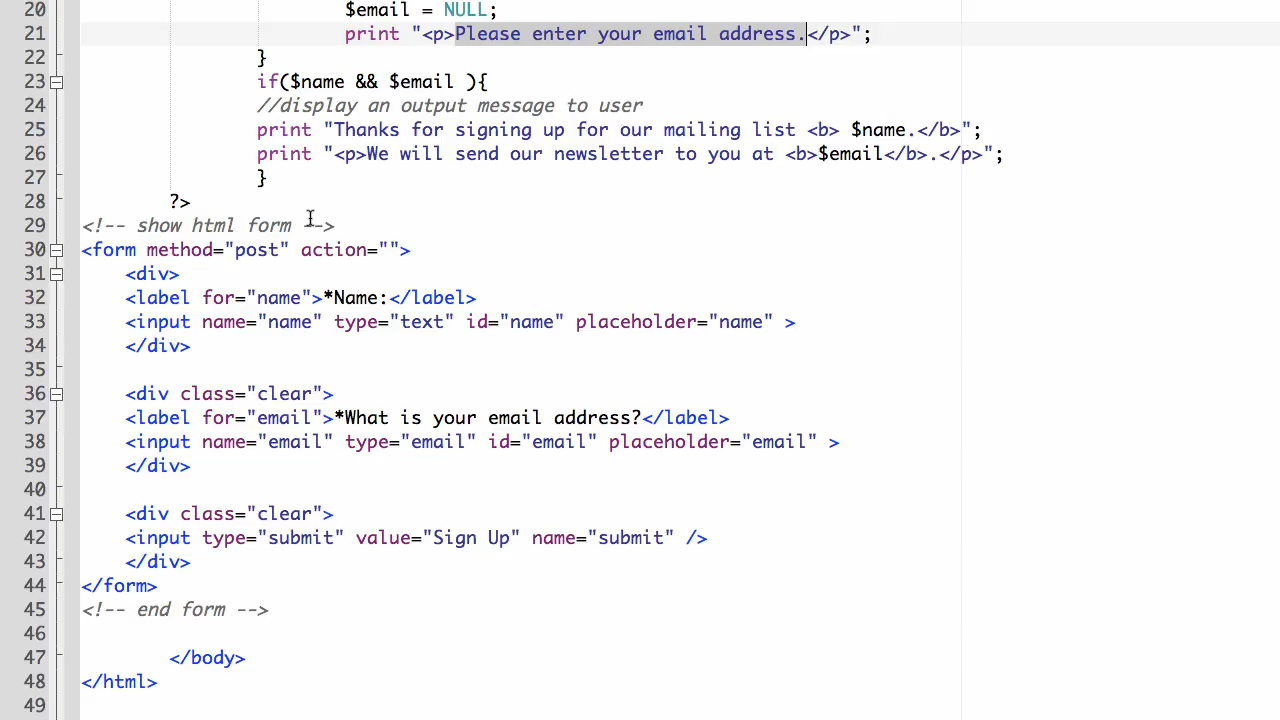 20 $email = NULL;
21 print "<p>Please enter your email address.</p>";
22 }
23 if($name && $email ){
24 //display an output message to user
25 print "Thanks for signing up for our mailing list <b> $name.</b>";
26 print "<p>We will send our newsletter to you at <b>$email</b>.</p>";
27 }
28 ?>
29 <!-- show html form -->
30 <form method="post" action="">
31 <div>
32 <label for="name">*Name:</label>
33 <input name="name" type="text" id="name" placeholder="name" >
34 </div>
35
36 <div class="clear">
37 <label for="email">*What is your email address?</label>
38 <input name="email" type="email" id="email" placeholder="email" >
39 </div>
40
41 <div class="clear">
42 <input type="submit" value="Sign Up" name="submit" />
43 </div>
44 </form>
45 <!-- end form -->
46
47 </body>
48 </html>
49